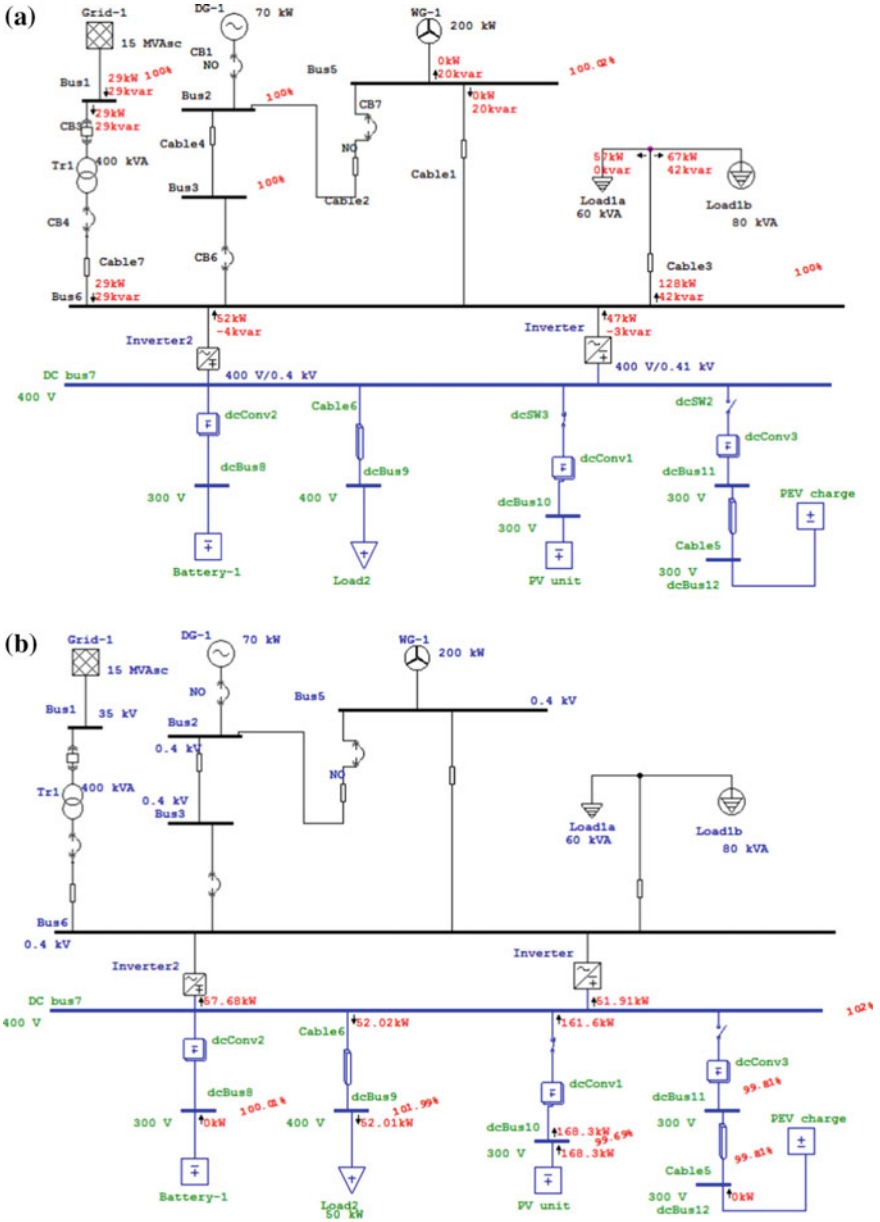 (a)
Grid-1
15 MVAsc
DG-1
70 kW
WG-1
200 kW
CB1
NO
Bus5
0kW
20kvar
100.02%
Bus1
29kW
29kvar
100%
Bus2
100%
0kW
20kvar
CB7
29kW
29kvar
CB3
Cable4
NO
Tr1
400 kVA
Bus3
100%
Cable2
Cable1
57kW
0kvar
67kW
42kvar
Load1a
60 kVA
Load1b
80 kVA
CB4
CB6
Cable7
Cable3
100%
29kW
29kvar
Bus6
128kW
42kvar
52kW
-4kvar
47kW
-3kvar
Inverter2
Inverter
DC bus7
400 V
400 V/0.4 kV
400 V/0.41 kV
dcConv2
Cable6
dcSW3
dcSW2
dcConv3
dcBus8
300 V
dcBus9
400 V
dcConv1
dcBus10
300 V
dcBus11
300 V
PEV charge
Cable5
300 V
dcBus12
Battery-1
Load2
PV unit
(b)
Grid-1
15 MVAsc
DG-1
70 kW
WG-1
200 kW
NO
Bus5
0.4 kV
Bus1
35 kV
Bus2
0.4 kV
NO
Tr1
400 kVA
0.4 kV
Bus3
Load1a
60 kVA
Load1b
80 kVA
Bus6
0.4 kV
Inverter2
Inverter
57.68kW
51.91kW
DC bus7
400 V
102%
52.02kW
161.6kW
Cable6
dcConv2
dcConv3
dcConv1
dcBus8
300 V
100.01%
0kW
dcBus9
400 V
101.99%
52.01kW
dcBus10
300 V
168.3kW
99.69%
168.3kW
dcBus11
300 V
99.81%
PEV charge
99.81%
Cable5
300 V
0kW
dcBus12
Battery-1
Load2
50 kW
PV unit